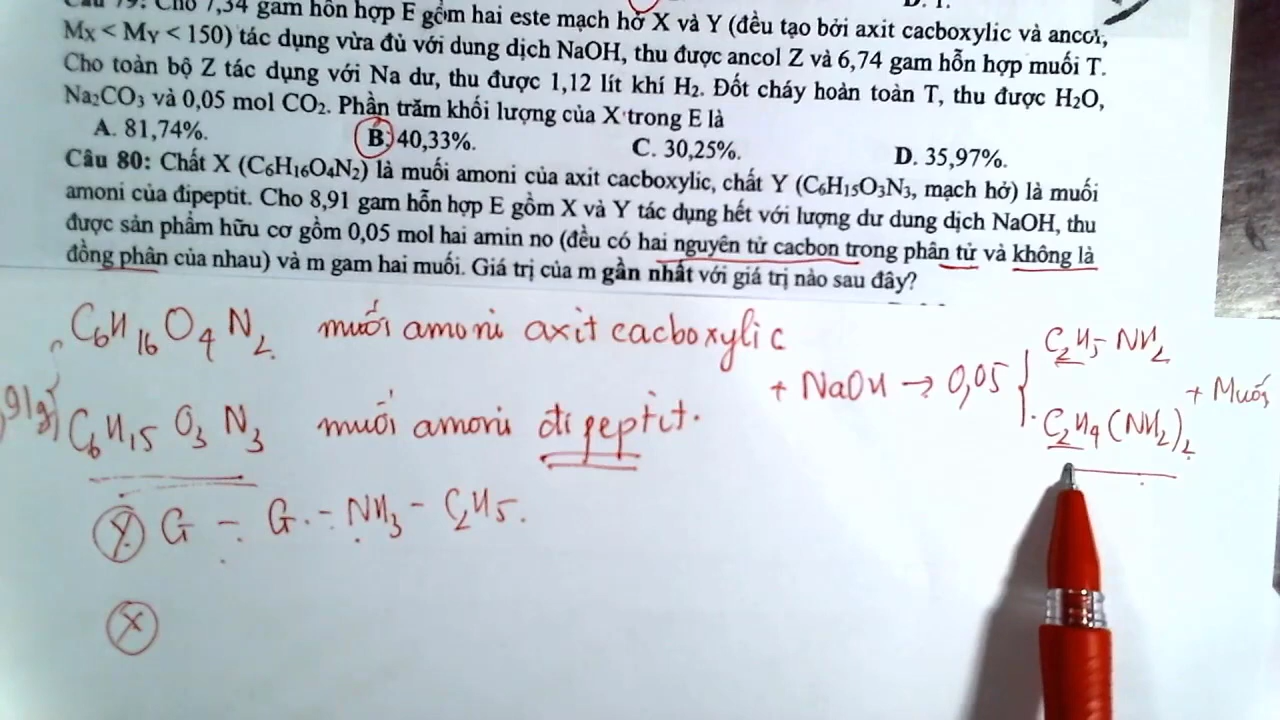 Câu 79: Cho 7,34 gam hỗn hợp E gồm hai este mạch hở X và Y (đều tạo bởi axit cacboxylic và ancol,
Mx < MY < 150) tác dụng vừa đủ với dung dịch NaOH, thu được ancol Z và 6,74 gam hỗn hợp muối T.
Cho toàn bộ Z tác dụng với Na dư, thu được 1,12 lít khí H₂. Đốt cháy hoàn toàn T, thu được H₂O,
Na₂CO₃ và 0,05 mol CO₂. Phần trăm khối lượng của X trong E là
A. 81,74%. B. 40,33%. C. 30,25%. D. 35,97%.
Câu 80: Chất X (C₆H₁₆O₄N₂) là muối amoni của axit cacboxylic, chất Y (C₆H₁₅O₃N₃, mạch hở) là muối
amoni của đipeptit. Cho 8,91 gam hỗn hợp E gồm X và Y tác dụng hết với lượng dư dung dịch NaOH, thu
được sản phẩm hữu cơ gồm 0,05 mol hai amin no (đều có hai nguyên tử cacbon trong phân tử và không là
đồng phân của nhau) và m gam hai muối. Giá trị của m gần nhất với giá trị nào sau đây?
C₆H₁₆O₄N₂ muối amoni axit cacboxylic
+ NaOH → 0,05 { C₂H₅NH₂
C₂H₄(NH₂)₂ + Muối
91g { C₆H₁₅O₃N₃ muối amoni đipeptit.
Y G - G - NH₃ - C₂H₅.
X